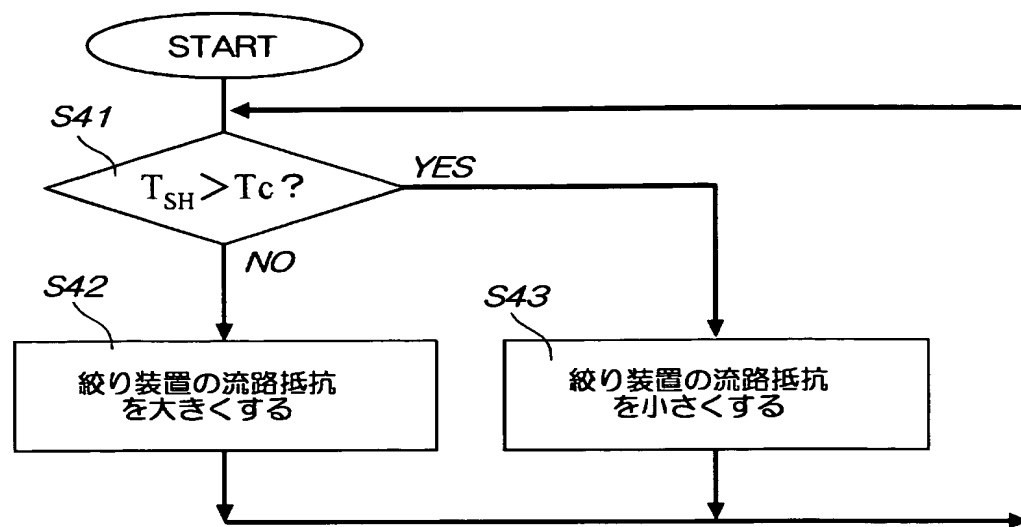 START
S41
T_SH＞Tc？
YES
NO
S42
絞り装置の流路抵抗
を大きくする
S43
絞り装置の流路抵抗
を小さくする